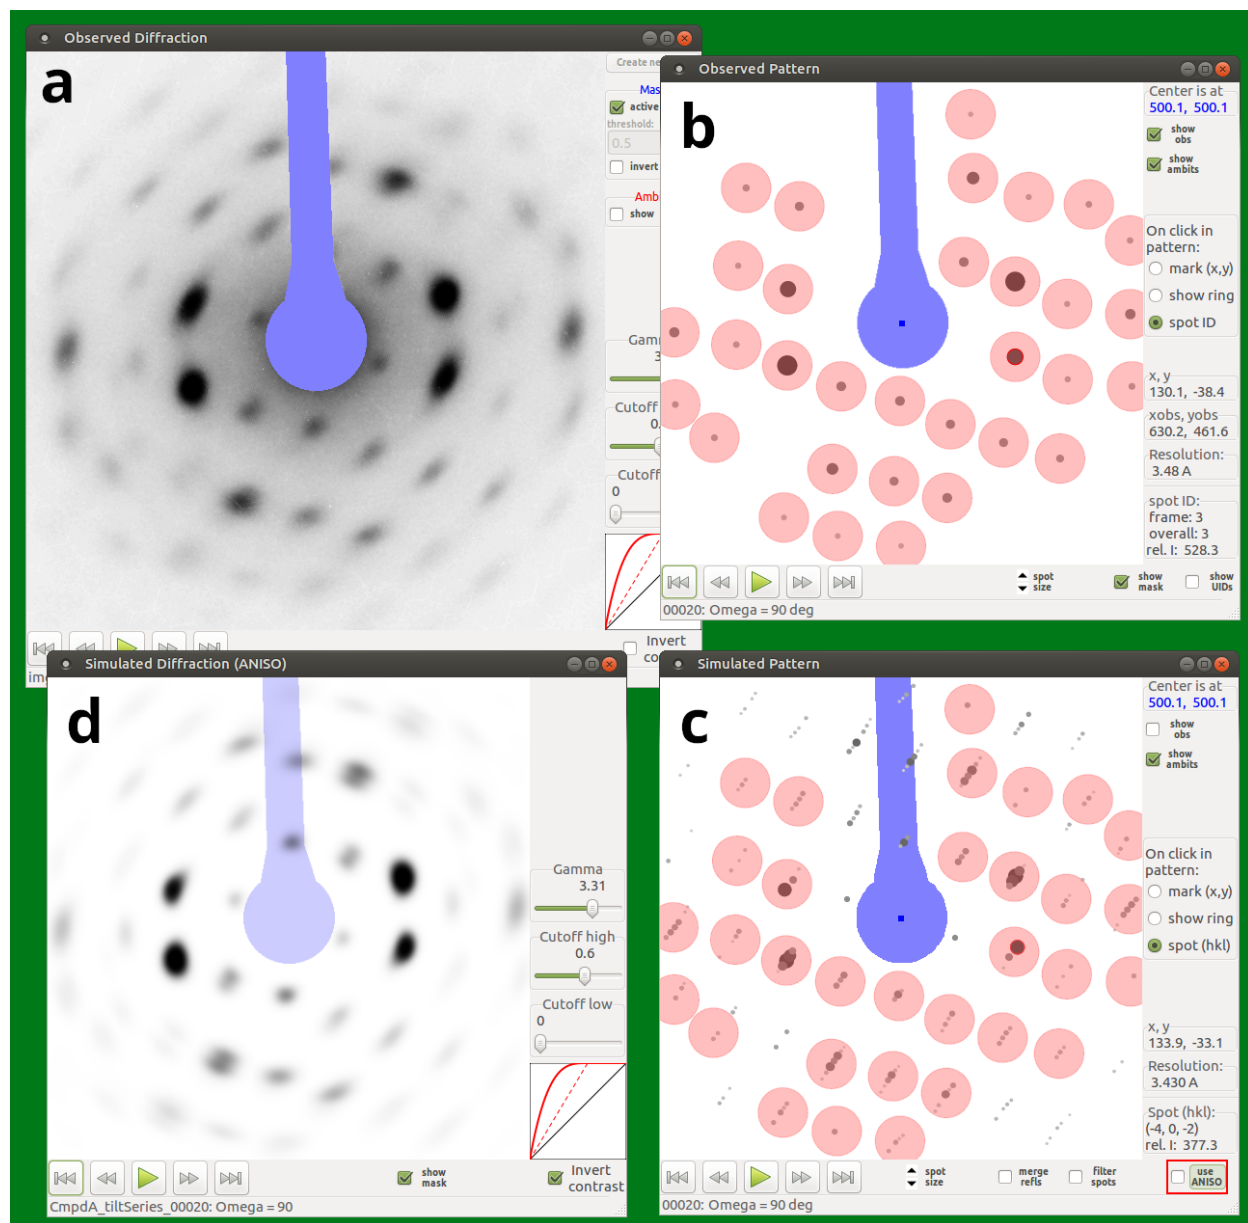 Observed Diffraction
a
Create ne
Mas
active
threshold:
0.5
invert
Amb
show
Gam
3
Cutoff
0.
Cutoff
0
Invert
co
im
Observed Pattern
b
Center is at
500.1, 500.1
show
obs
show
ambits
On click in
pattern:
mark (x,y)
show ring
spot ID
x, y
130.1, -38.4
xobs, yobs
630.2, 461.6
Resolution:
3.48 A
spot ID:
frame: 3
overall: 3
rel. I: 528.3
spot
size
show
mask
show
UIDs
00020: Omega = 90 deg
Simulated Diffraction (ANISO)
d
Gamma
3.31
Cutoff high
0.6
Cutoff low
0
show
mask
Invert
contrast
CmpdA_tiltSeries_00020: Omega = 90
Simulated Pattern
c
Center is at
500.1, 500.1
show
obs
show
ambits
On click in
pattern:
mark (x,y)
show ring
spot (hkl)
x, y
133.9, -33.1
Resolution:
3.430 A
Spot (hkl):
(-4, 0, -2)
rel. I: 377.3
spot
size
merge
refls
filter
spots
use
ANISO
00020: Omega = 90 deg